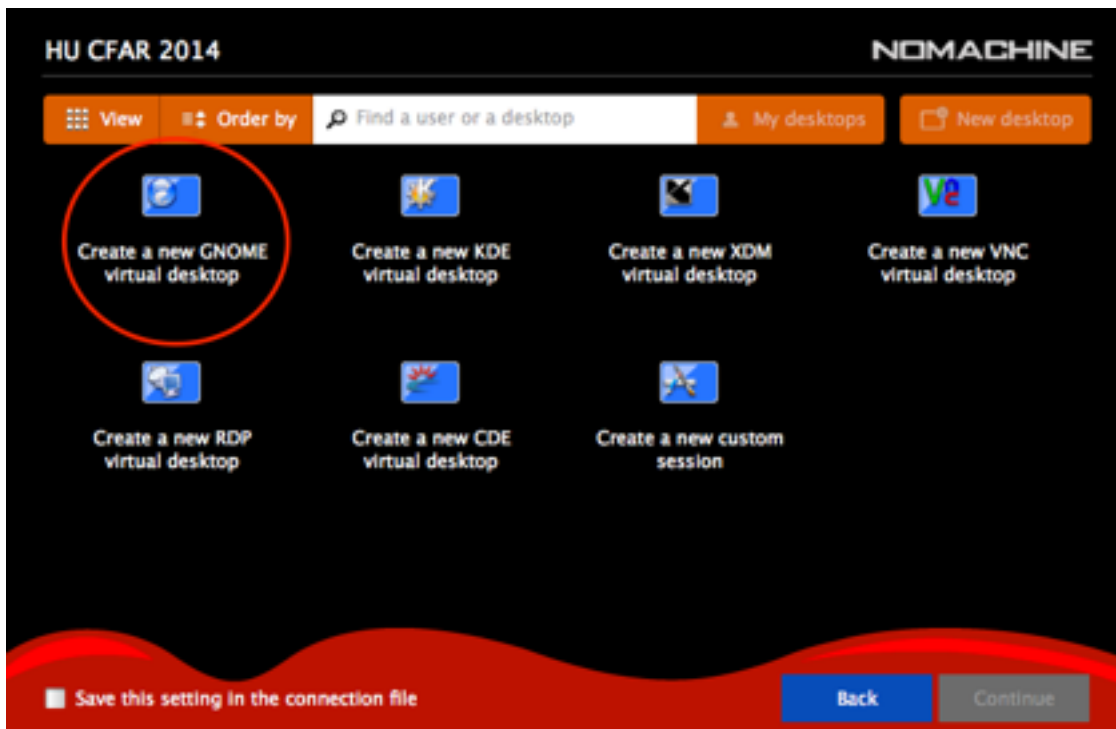 HU CFAR 2014
NOMACHINE
View
Order by
Find a user or a desktop
My desktops
New desktop
Create a new GNOME
virtual desktop
Create a new KDE
virtual desktop
Create a new XDM
virtual desktop
Create a new VNC
virtual desktop
Create a new RDP
virtual desktop
Create a new CDE
virtual desktop
Create a new custom
session
Save this setting in the connection file
Back
Continue